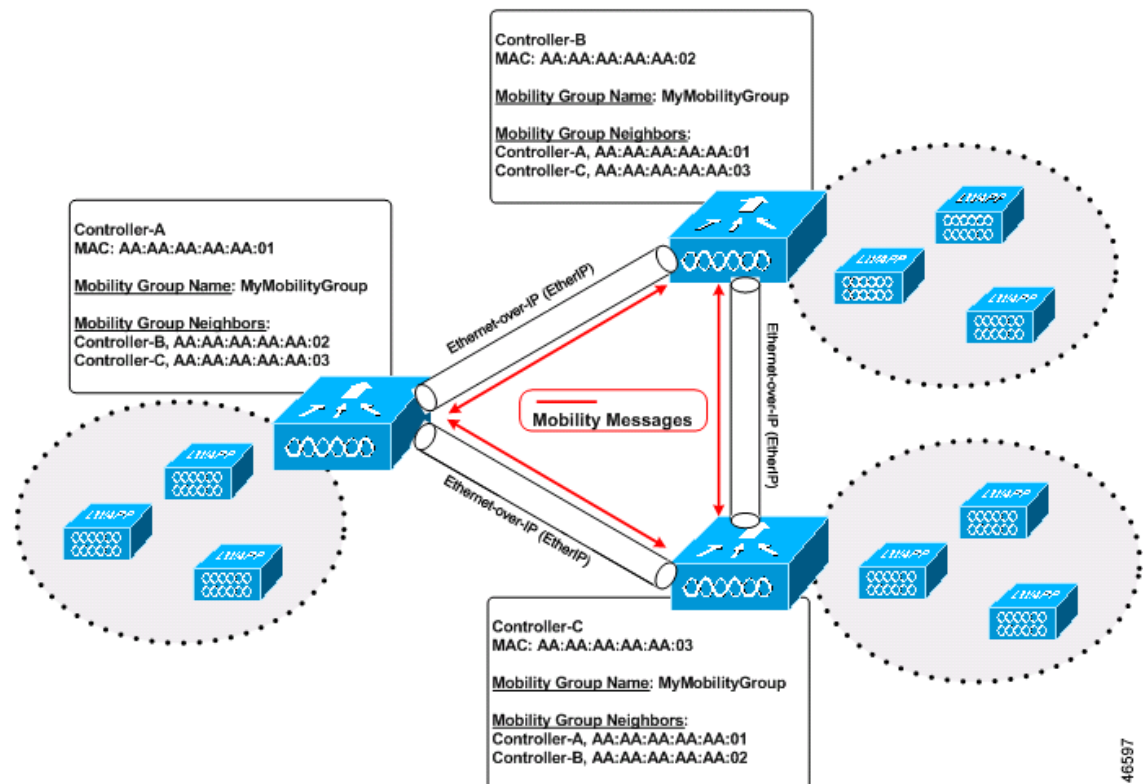 Controller-B
MAC: AA:AA:AA:AA:AA:02
Mobility Group Name: MyMobilityGroup
Mobility Group Neighbors:
Controller-A, AA:AA:AA:AA:AA:01
Controller-C, AA:AA:AA:AA:AA:03
Controller-A
MAC: AA:AA:AA:AA:AA:01
Mobility Group Name: MyMobilityGroup
Mobility Group Neighbors:
Controller-B, AA:AA:AA:AA:AA:02
Controller-C, AA:AA:AA:AA:AA:03
LWAPP
LWAPP
LWAPP
Ethernet-over-IP (EtherIP)
Ethernet-over-IP (EtherIP)
Mobility Messages
Ethernet-over-IP (EtherIP)
LWAPP
LWAPP
LWAPP
LWAPP
LWAPP
LWAPP
Controller-C
MAC: AA:AA:AA:AA:AA:03
Mobility Group Name: MyMobilityGroup
Mobility Group Neighbors:
Controller-A, AA:AA:AA:AA:AA:01
Controller-B, AA:AA:AA:AA:AA:02
46597